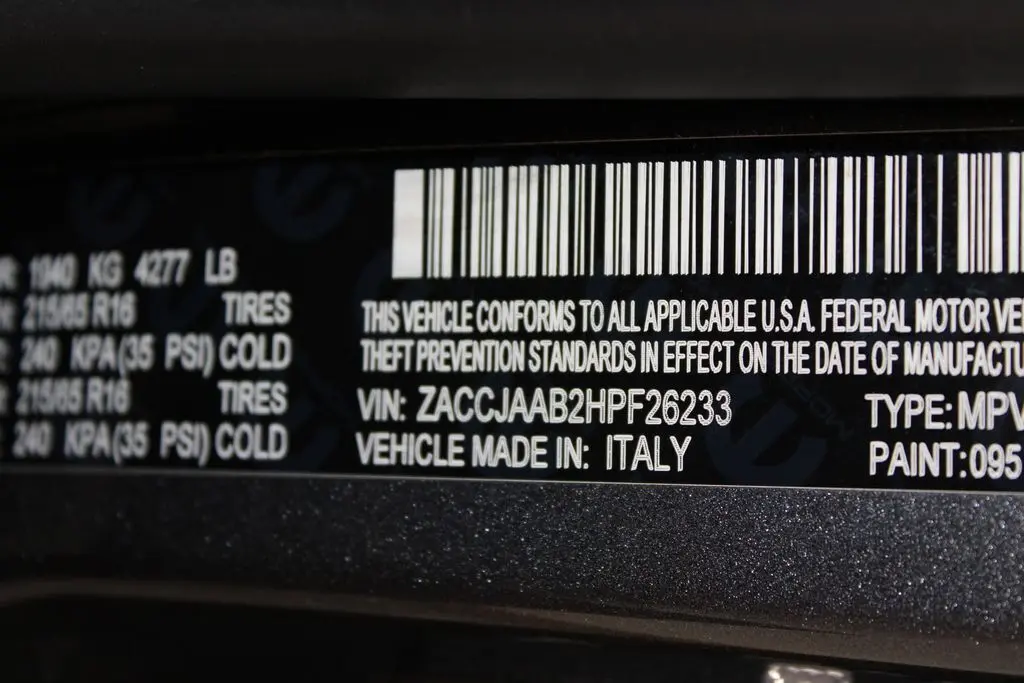 1940 KG 4277 LB
215/65 R16 TIRES
240 KPA(35 PSI) COLD
215/65 R16 TIRES
240 KPA(35 PSI) COLD
THIS VEHICLE CONFORMS TO ALL APPLICABLE U.S.A. FEDERAL MOTOR VE
THEFT PREVENTION STANDARDS IN EFFECT ON THE DATE OF MANUFACTU
VIN: ZACCJAAB2HPF26233 TYPE: MPV
VEHICLE MADE IN: ITALY PAINT: 095